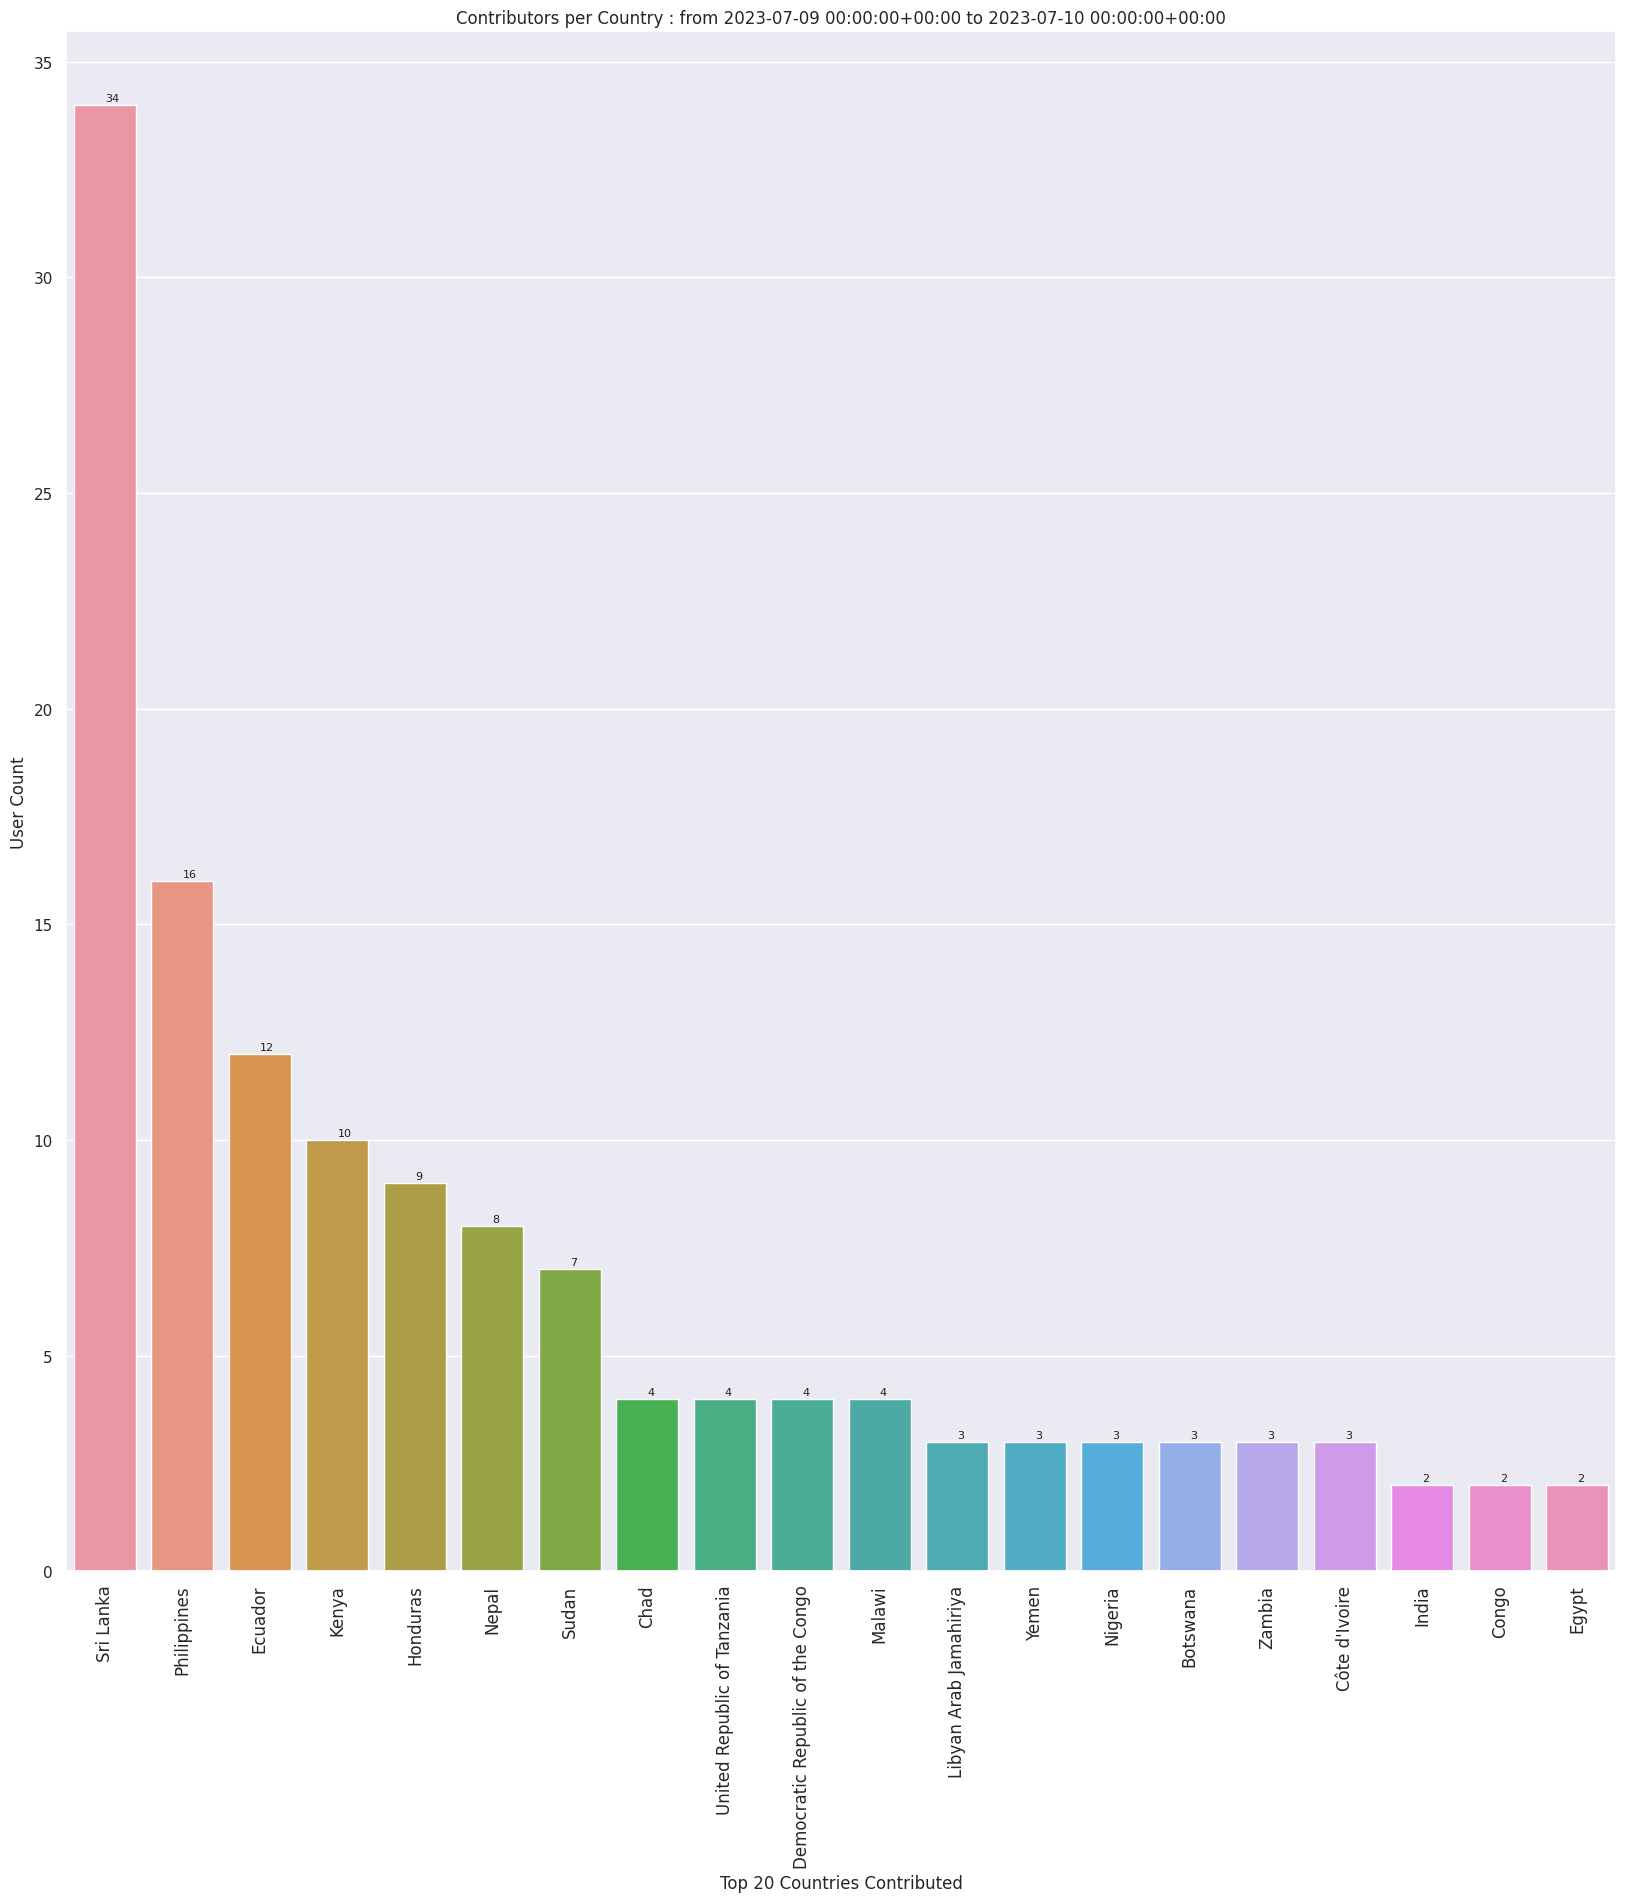 Contributors per Country : from 2023-07-09 00:00:00+00:00 to 2023-07-10 00:00:00+00:00
User Count
35
30
25
20
15
10
5
0
34
16
12
10
9
8
7
4
4
4
4
3
3
3
3
3
3
2
2
2
Sri Lanka
Philippines
Ecuador
Kenya
Honduras
Nepal
Sudan
Chad
United Republic of Tanzania
Democratic Republic of the Congo
Malawi
Libyan Arab Jamahiriya
Yemen
Nigeria
Botswana
Zambia
Côte d'Ivoire
India
Congo
Egypt
Top 20 Countries Contributed